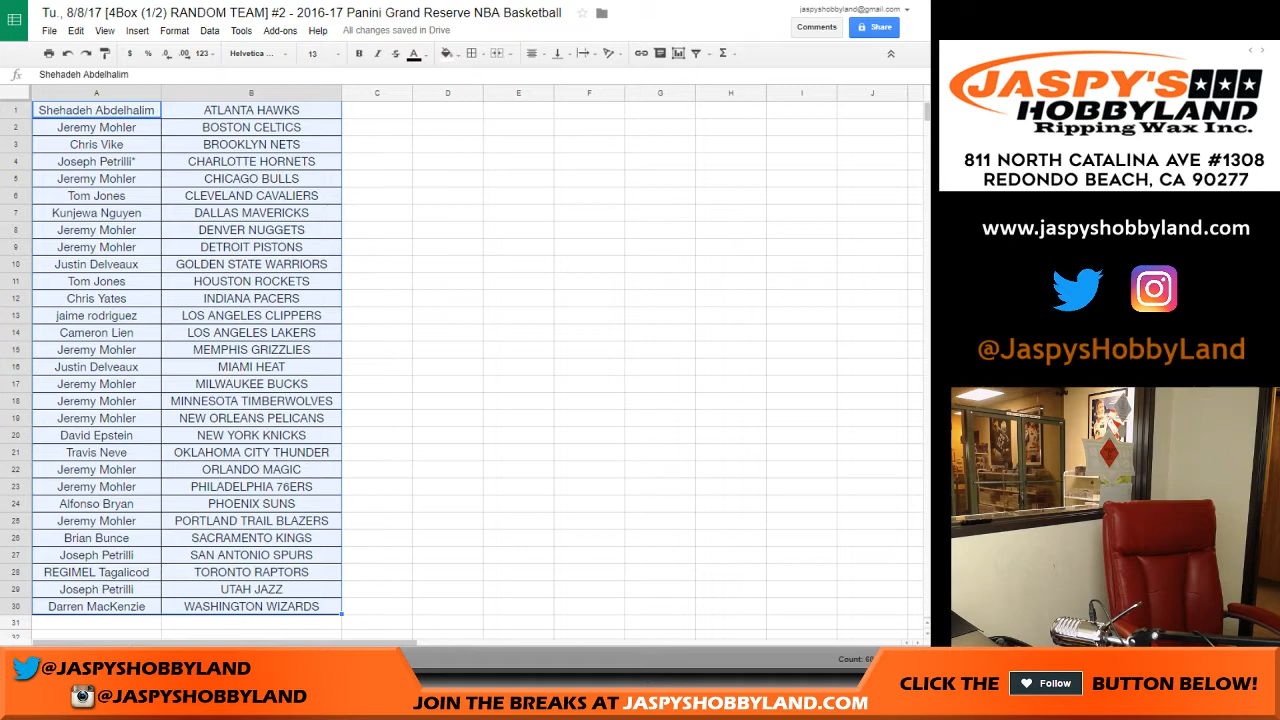 Tu., 8/8/17 [4Box (1/2) RANDOM TEAM] #2 - 2016-17 Panini Grand Reserve NBA Basketball
jaspyshobbyland@gmail.com
File Edit View Insert Format Data Tools Add-ons Help All changes saved in Drive
Comments Share
$ % .0 .00 123 Helvetica ... 13 B I S A
fx Shehadeh Abdelhalim
A B C D E F G H I J
1 Shehadeh Abdelhalim ATLANTA HAWKS
2 Jeremy Mohler BOSTON CELTICS
3 Chris Vike BROOKLYN NETS
4 Joseph Petrilli* CHARLOTTE HORNETS
5 Jeremy Mohler CHICAGO BULLS
6 Tom Jones CLEVELAND CAVALIERS
7 Kunjewa Nguyen DALLAS MAVERICKS
8 Jeremy Mohler DENVER NUGGETS
9 Jeremy Mohler DETROIT PISTONS
10 Justin Delveaux GOLDEN STATE WARRIORS
11 Tom Jones HOUSTON ROCKETS
12 Chris Yates INDIANA PACERS
13 jaime rodriguez LOS ANGELES CLIPPERS
14 Cameron Lien LOS ANGELES LAKERS
15 Jeremy Mohler MEMPHIS GRIZZLIES
16 Justin Delveaux MIAMI HEAT
17 Jeremy Mohler MILWAUKEE BUCKS
18 Jeremy Mohler MINNESOTA TIMBERWOLVES
19 Jeremy Mohler NEW ORLEANS PELICANS
20 David Epstein NEW YORK KNICKS
21 Travis Neve OKLAHOMA CITY THUNDER
22 Jeremy Mohler ORLANDO MAGIC
23 Jeremy Mohler PHILADELPHIA 76ERS
24 Alfonso Bryan PHOENIX SUNS
25 Jeremy Mohler PORTLAND TRAIL BLAZERS
26 Brian Bunce SACRAMENTO KINGS
27 Joseph Petrilli SAN ANTONIO SPURS
28 REGIMEL Tagalicod TORONTO RAPTORS
29 Joseph Petrilli UTAH JAZZ
30 Darren MacKenzie WASHINGTON WIZARDS
31
JASPY'S
HOBBYLAND
Ripping Wax Inc.
811 NORTH CATALINA AVE #1308
REDONDO BEACH, CA 90277
www.jaspyshobbyland.com
@JaspysHobbyLand
@JASPYSHOBBYLAND
@JASPYSHOBBYLAND
JOIN THE BREAKS AT JASPYSHOBBYLAND.COM
CLICK THE Follow BUTTON BELOW!